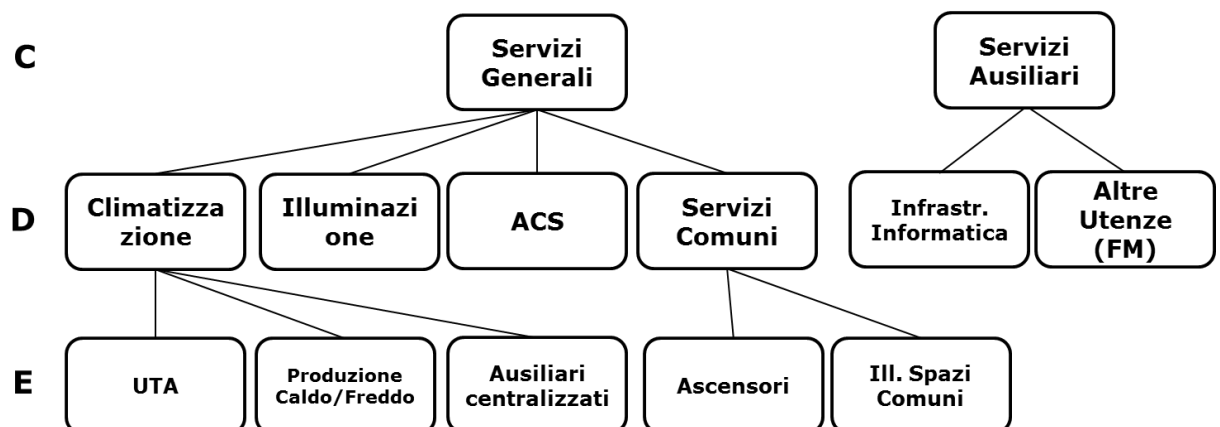 C
Servizi
Generali
Servizi
Ausiliari
D
Climatizza
zione
Illuminazi
one
ACS
Servizi
Comuni
Infrastr.
Informatica
Altre
Utenze
(FM)
E
UTA
Produzione
Caldo/Freddo
Ausiliari
centralizzati
Ascensori
Ill. Spazi
Comuni